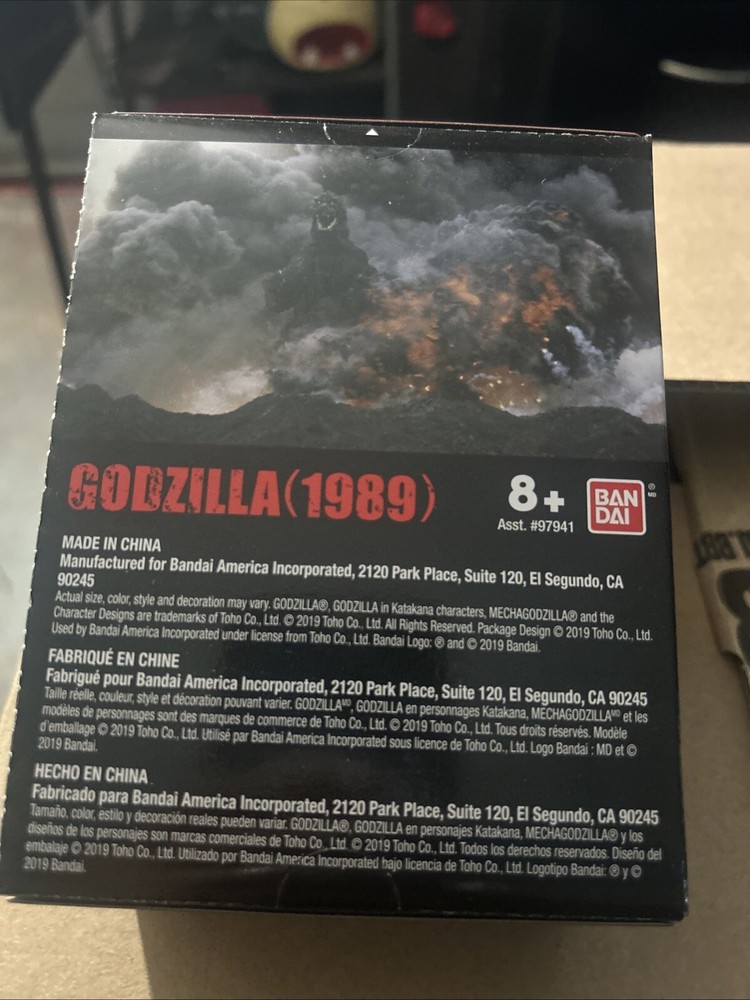 GODZILLA(1989)
8+
Asst. #97941
BAN
DAI
®
MD
MADE IN CHINA
Manufactured for Bandai America Incorporated, 2120 Park Place, Suite 120, El Segundo, CA
90245
Actual size, color, style and decoration may vary. GODZILLA®, GODZILLA in Katakana characters, MECHAGODZILLA® and the
Character Designs are trademarks of Toho Co., Ltd. © 2019 Toho Co., Ltd. All Rights Reserved. Package Design © 2019 Toho Co., Ltd.
Used by Bandai America Incorporated under license from Toho Co., Ltd. Bandai Logo: ® and © 2019 Bandai.
FABRIQUÉ EN CHINE
Fabrigué pour Bandai America Incorporated, 2120 Park Place, Suite 120, El Segundo, CA 90245
Taille réelle, couleur, style et décoration pouvant varier. GODZILLAᴹᴰ, GODZILLA en personnages Katakana, MECHAGODZILLAᴹᴰ et les
modèles de personnages sont des marques de commerce de Toho Co., Ltd. © 2019 Toho Co., Ltd. Tous droits réservés. Modèle
d'emballage © 2019 Toho Co., Ltd. Utilisé par Bandai America Incorporated sous licence de Toho Co., Ltd. Logo Bandai : MD et ©
2019 Bandai.
HECHO EN CHINA
Fabricado para Bandai America Incorporated, 2120 Park Place, Suite 120, El Segundo, CA 90245
Tamaño, color, estilo y decoración reales pueden variar. GODZILLA®, GODZILLA en personajes Katakana, MECHAGODZILLA® y los
diseños de los personajes son marcas comerciales de Toho Co., Ltd. © 2019 Toho Co., Ltd. Todos los derechos reservados. Diseño del
embalaje © 2019 Toho Co., Ltd. Utilizado por Bandai America Incorporated bajo licencia de Toho Co., Ltd. Logotipo Bandai: ® y ©
2019 Bandai.